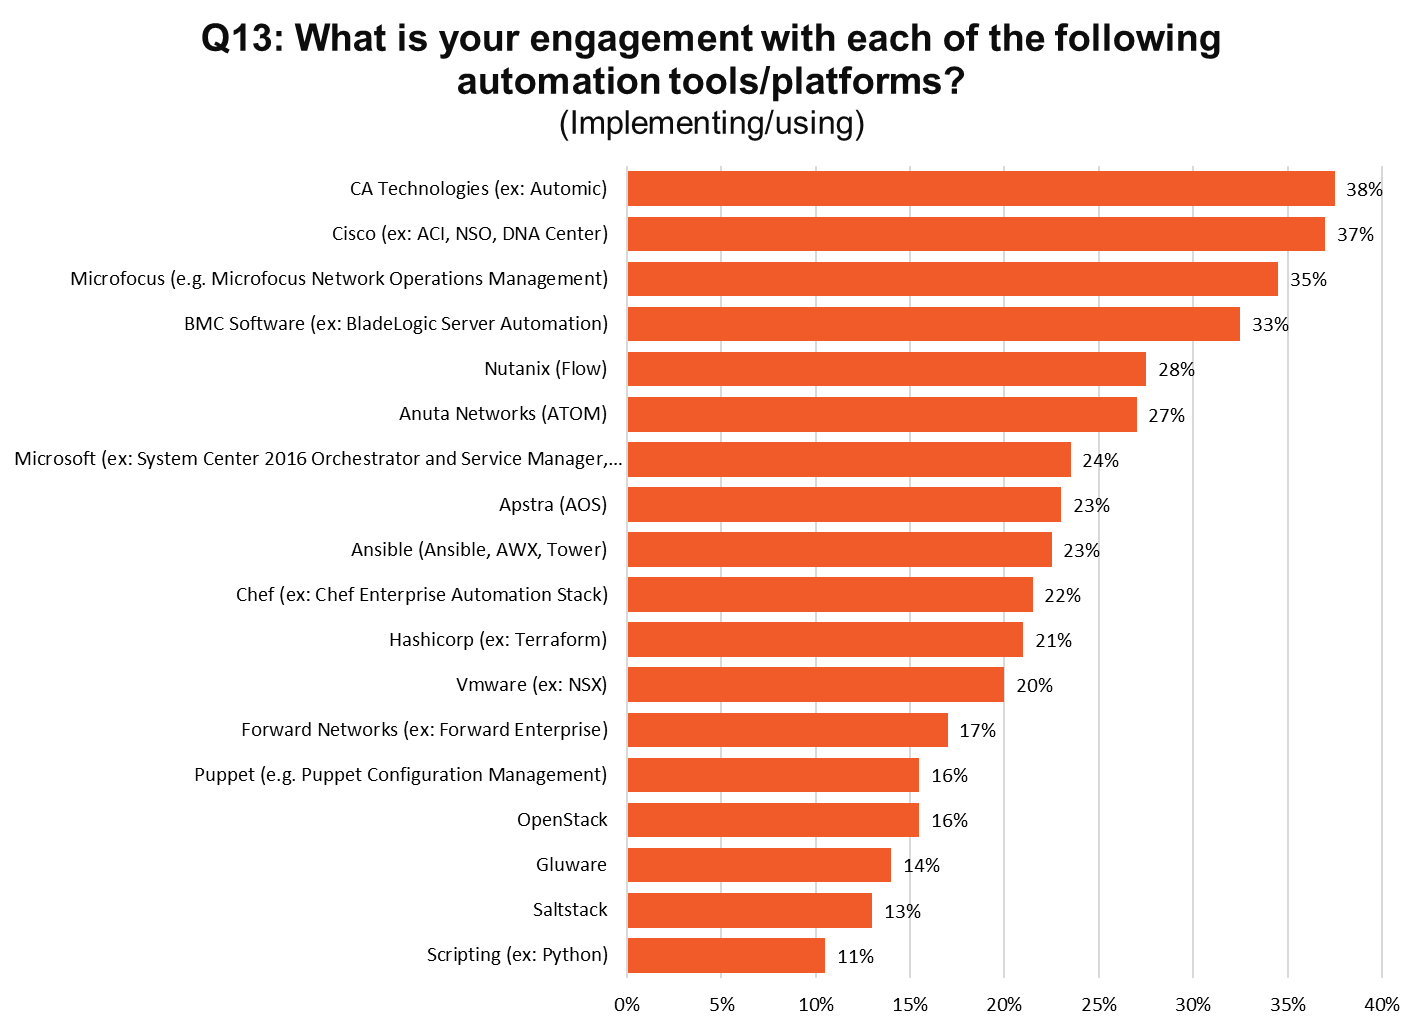 Q13: What is your engagement with each of the following
automation tools/platforms?
(Implementing/using)
CA Technologies (ex: Automic) 38%
Cisco (ex: ACI, NSO, DNA Center) 37%
Microfocus (e.g. Microfocus Network Operations Management) 35%
BMC Software (ex: BladeLogic Server Automation) 33%
Nutanix (Flow) 28%
Anuta Networks (ATOM) 27%
Microsoft (ex: System Center 2016 Orchestrator and Service Manager,... 24%
Apstra (AOS) 23%
Ansible (Ansible, AWX, Tower) 23%
Chef (ex: Chef Enterprise Automation Stack) 22%
Hashicorp (ex: Terraform) 21%
Vmware (ex: NSX) 20%
Forward Networks (ex: Forward Enterprise) 17%
Puppet (e.g. Puppet Configuration Management) 16%
OpenStack 16%
Gluware 14%
Saltstack 13%
Scripting (ex: Python) 11%
0% 5% 10% 15% 20% 25% 30% 35% 40%